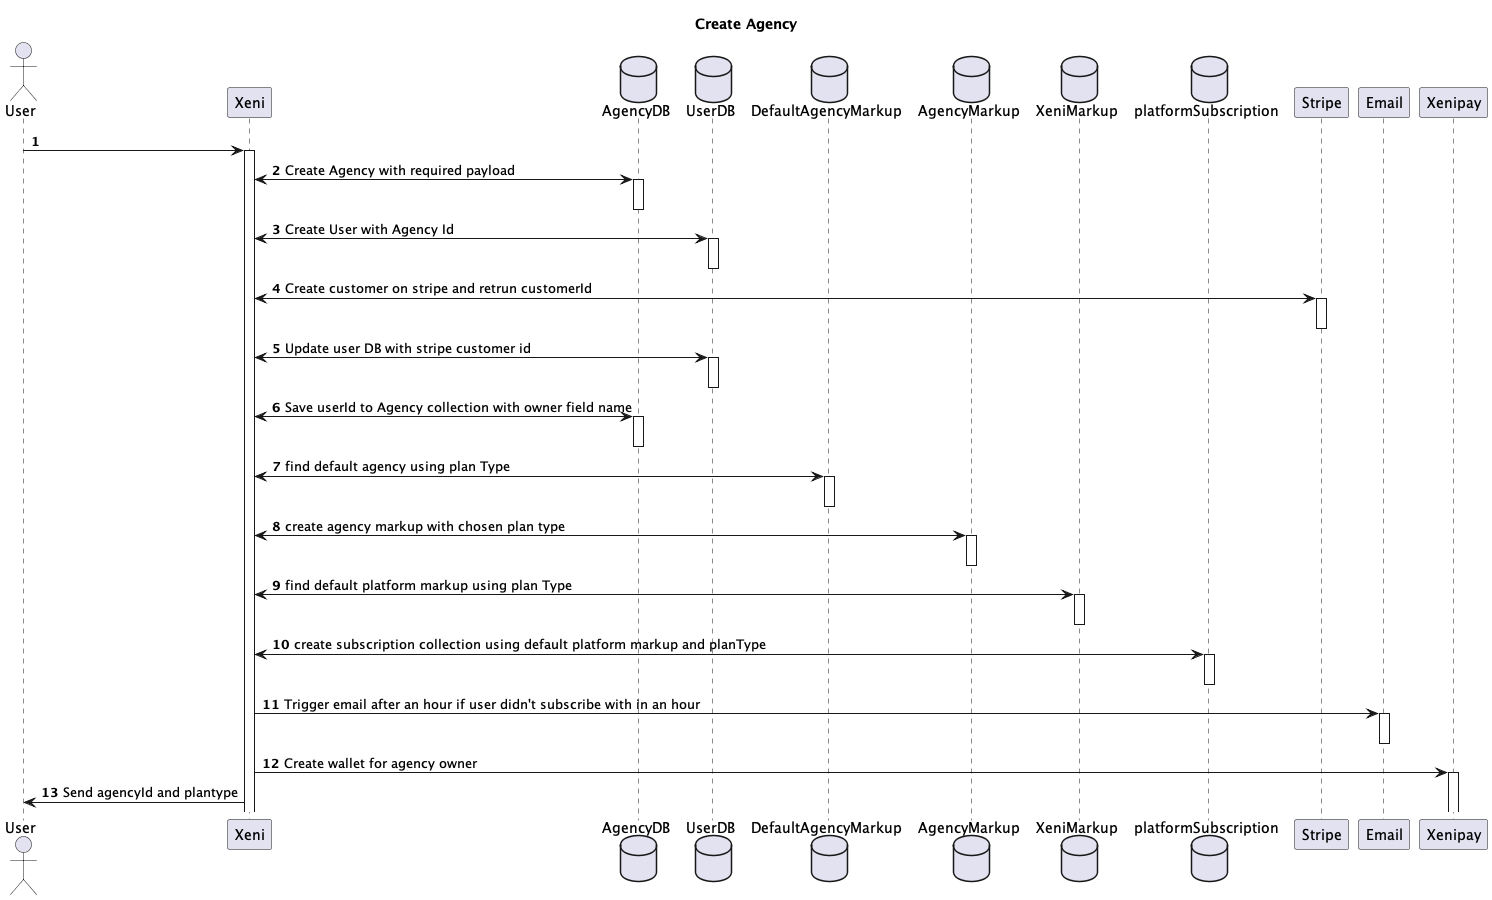 Create Agency
User
Xeni
AgencyDB
UserDB
DefaultAgencyMarkup
AgencyMarkup
XeniMarkup
platformSubscription
Stripe
Email
Xenipay
1
2 Create Agency with required payload
3 Create User with Agency Id
4 Create customer on stripe and retrun customerId
5 Update user DB with stripe customer id
6 Save userId to Agency collection with owner field name
7 find default agency using plan Type
8 create agency markup with chosen plan type
9 find default platform markup using plan Type
10 create subscription collection using default platform markup and planType
11 Trigger email after an hour if user didn't subscribe with in an hour
12 Create wallet for agency owner
13 Send agencyId and plantype
User
Xeni
AgencyDB
UserDB
DefaultAgencyMarkup
AgencyMarkup
XeniMarkup
platformSubscription
Stripe
Email
Xenipay